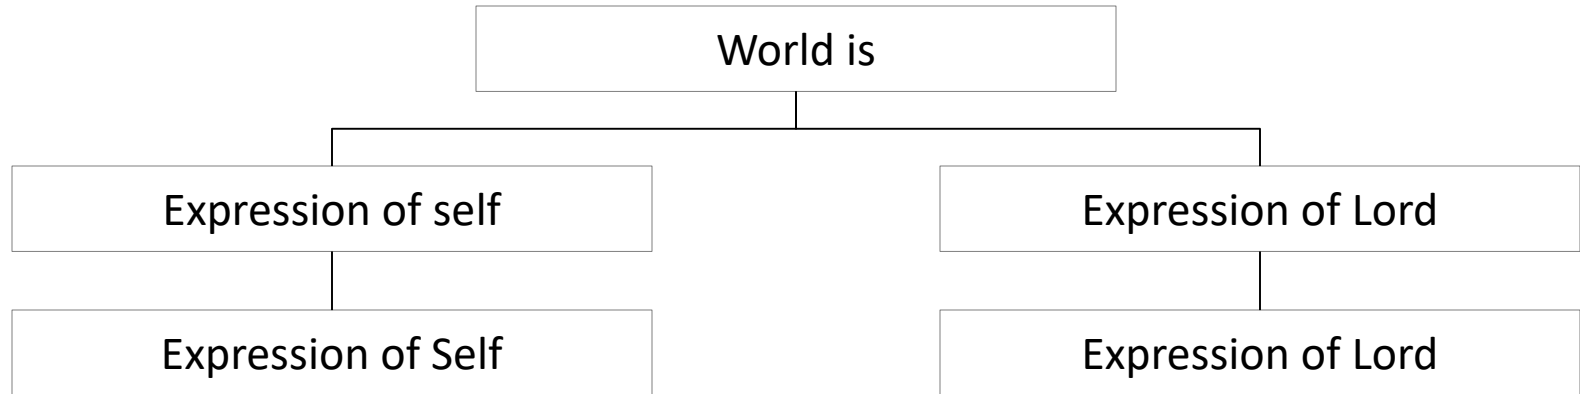 World is
Expression of self
Expression of Lord
Expression of Self
Expression of Lord